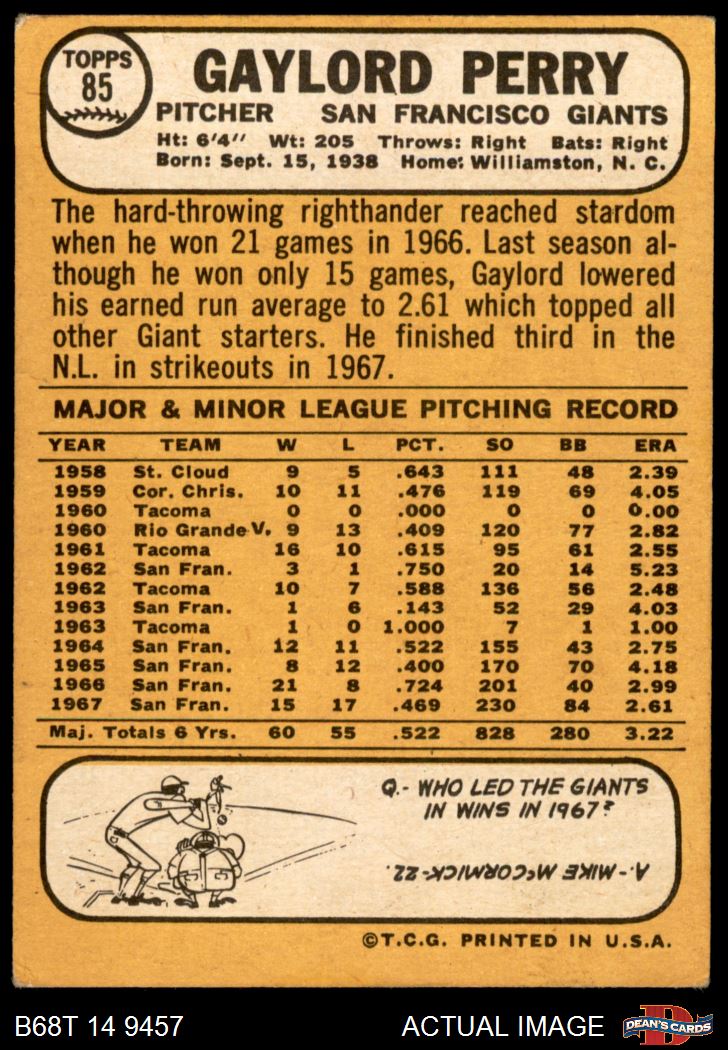 TOPPS
85
GAYLORD PERRY
PITCHER SAN FRANCISCO GIANTS
Ht: 6'4" Wt: 205 Throws: Right Bats: Right
Born: Sept. 15, 1938 Home: Williamston, N. C.
The hard-throwing righthander reached stardom
when he won 21 games in 1966. Last season al-
though he won only 15 games, Gaylord lowered
his earned run average to 2.61 which topped all
other Giant starters. He finished third in the
N.L. in strikeouts in 1967.
MAJOR & MINOR LEAGUE PITCHING RECORD
YEAR TEAM W L PCT. SO BB ERA
1958 St. Cloud 9 5 .643 111 48 2.39
1959 Cor. Chris. 10 11 .476 119 69 4.05
1960 Tacoma 0 0 .000 0 0 0.00
1960 Rio Grande V. 9 13 .409 120 77 2.82
1961 Tacoma 16 10 .615 95 61 2.55
1962 San Fran. 3 1 .750 20 14 5.23
1962 Tacoma 10 7 .588 136 56 2.48
1963 San Fran. 1 6 .143 52 29 4.03
1963 Tacoma 1 0 1.000 7 1 1.00
1964 San Fran. 12 11 .522 155 43 2.75
1965 San Fran. 8 12 .400 170 70 4.18
1966 San Fran. 21 8 .724 201 40 2.99
1967 San Fran. 15 17 .469 230 84 2.61
Maj. Totals 6 Yrs. 60 55 .522 828 280 3.22
Q.- WHO LED THE GIANTS
IN WINS IN 1967?
A.- MIKE McCORMICK-22.
©T.C.G. PRINTED IN U.S.A.
B68T 14 9457 ACTUAL IMAGE
D
DEAN'S CARDS